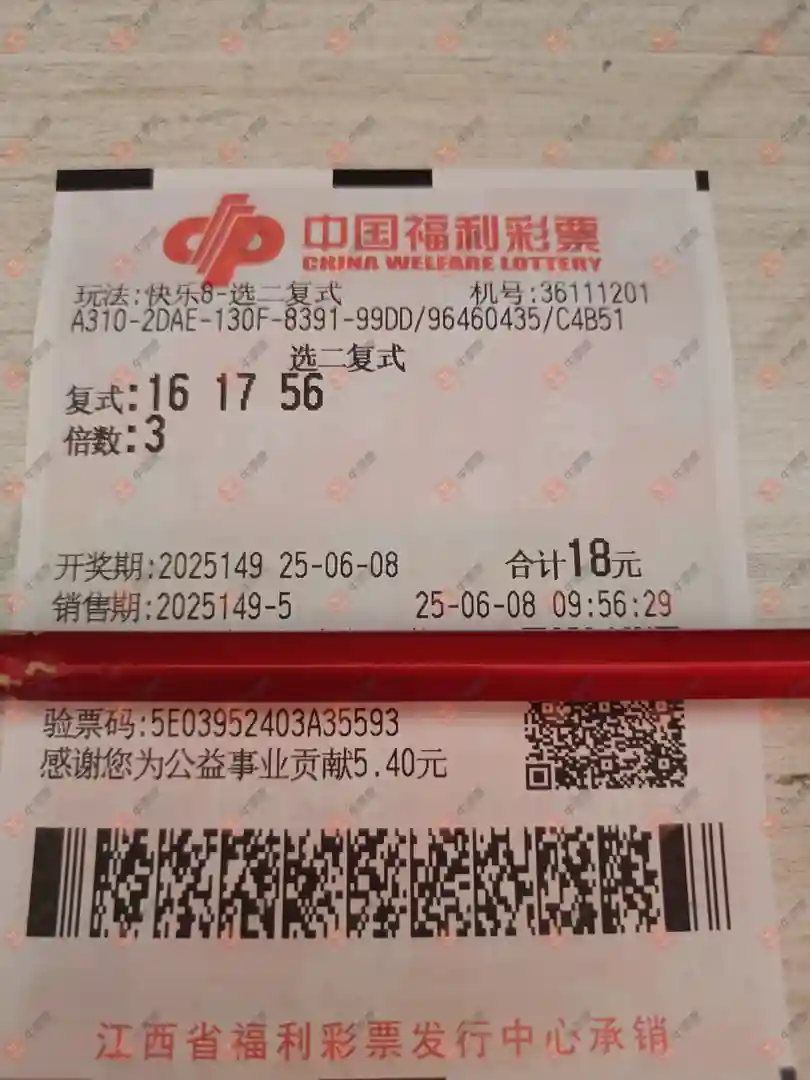 中国福利彩票
CHINA WELFARE LOTTERY
玩法:快乐8-选二复式 机号:36111201
A310-2DAE-130F-8391-99DD/96460435/C4B51
选二复式
复式:16 17 56
倍数:3
开奖期:2025149 25-06-08 合计18元
销售期:2025149-5 25-06-08 09:56:29
验票码:5E03952403A35593
感谢您为公益事业贡献5.40元
江西省福利彩票发行中心承销